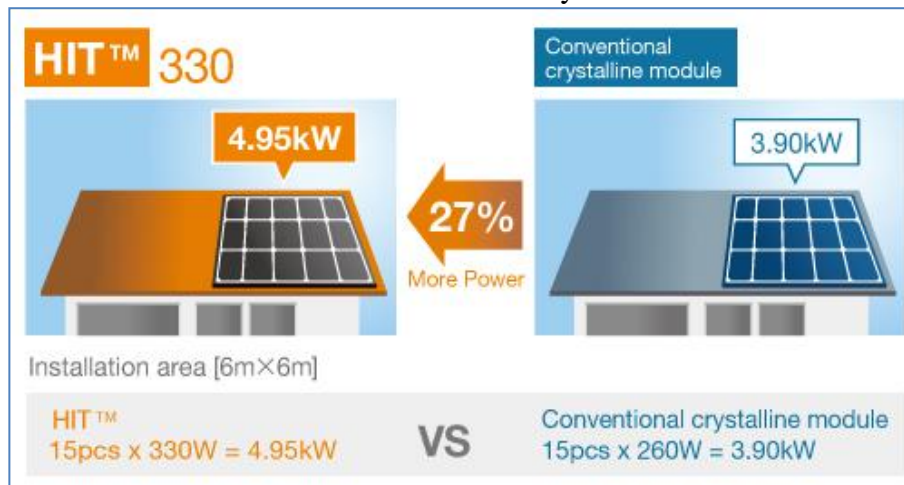 HIT™ 330
Conventional
crystalline module
4.95kW
3.90kW
27%
More Power
Installation area [6m×6m]
HIT™
15pcs x 330W = 4.95kW
VS
Conventional crystalline module
15pcs x 260W = 3.90kW